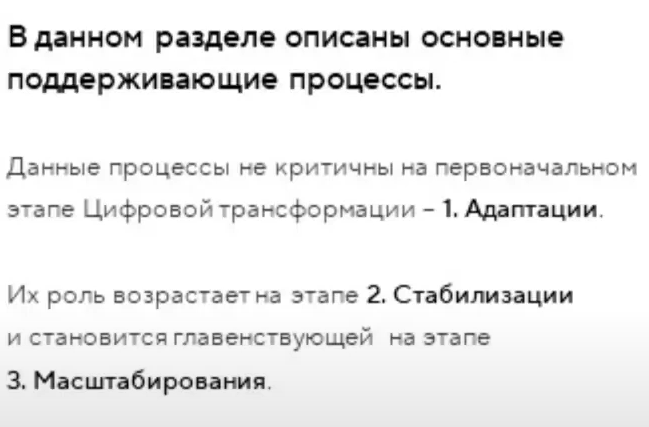 В данном разделе описаны основные
поддерживающие процессы.
Данные процессы не критичны на первоначальном
этапе Цифровой трансформации – 1. Адаптации.
Их роль возрастает на этапе 2. Стабилизации
и становится главенствующей на этапе
3. Масштабирования.